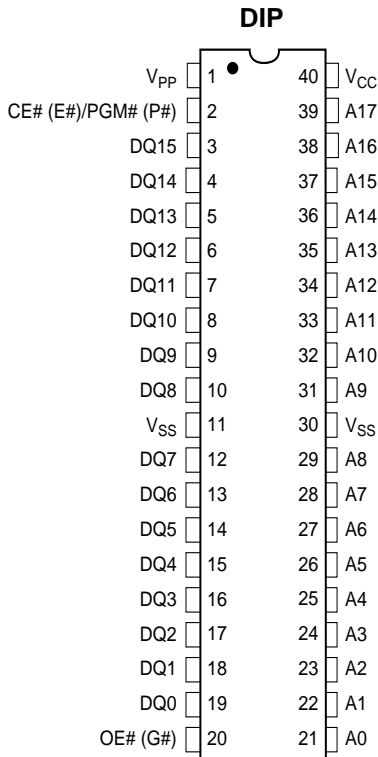 DIP
V_PP 1 40 V_CC
CE# (E#)/PGM# (P#) 2 39 A17
DQ15 3 38 A16
DQ14 4 37 A15
DQ13 5 36 A14
DQ12 6 35 A13
DQ11 7 34 A12
DQ10 8 33 A11
DQ9 9 32 A10
DQ8 10 31 A9
V_SS 11 30 V_SS
DQ7 12 29 A8
DQ6 13 28 A7
DQ5 14 27 A6
DQ4 15 26 A5
DQ3 16 25 A4
DQ2 17 24 A3
DQ1 18 23 A2
DQ0 19 22 A1
OE# (G#) 20 21 A0